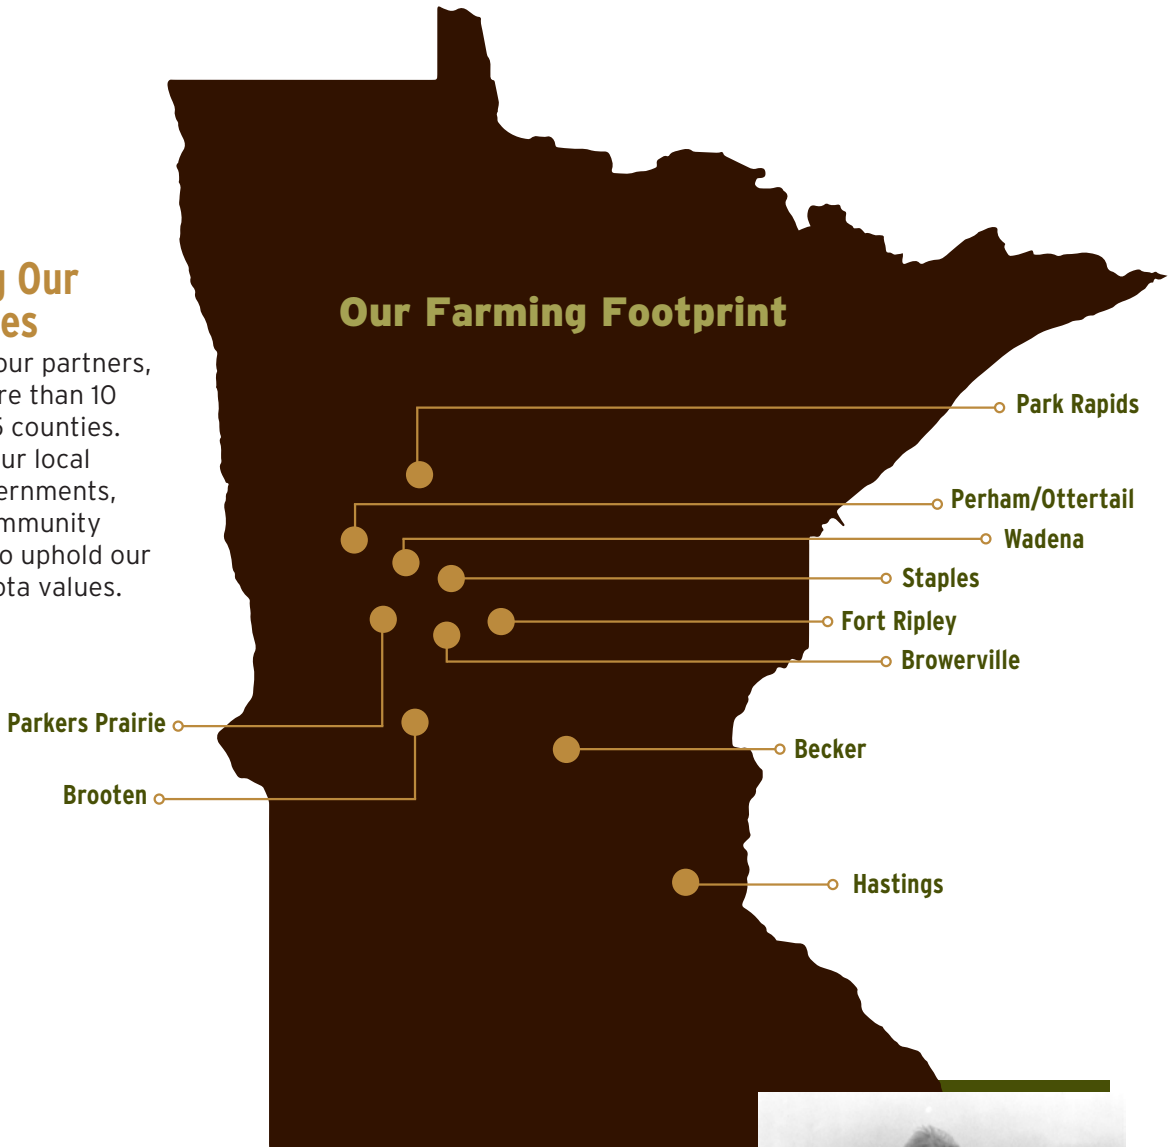 g Our
es
our partners,
re than 10
5 counties.
ur local
ernments,
mmunity
o uphold our
ota values.
Our Farming Footprint
Park Rapids
Perham/Ottertail
Wadena
Staples
Fort Ripley
Browerville
Parkers Prairie
Becker
Brooten
Hastings